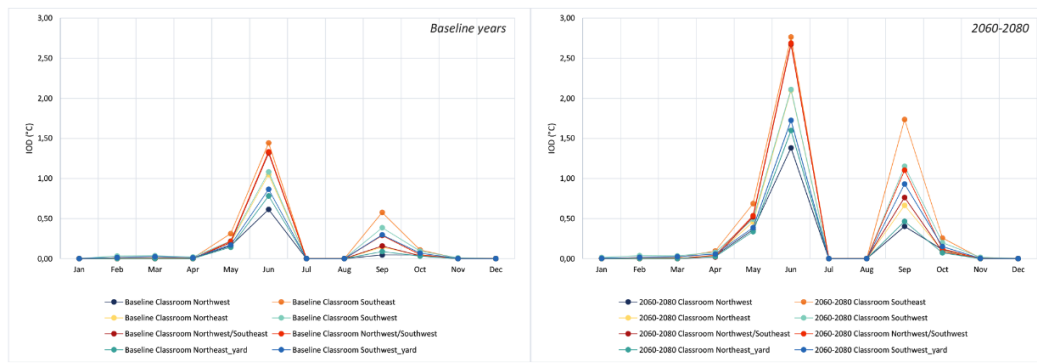 Baseline years
3,00
2,50
2,00
1,50
1,00
0,50
0,00
IOD (°C)
Jan Feb Mar Apr May Jun Jul Aug Sep Oct Nov Dec
Baseline Classroom Northwest
Baseline Classroom Southeast
Baseline Classroom Northeast
Baseline Classroom Southwest
Baseline Classroom Northwest/Southeast
Baseline Classroom Northwest/Southwest
Baseline Classroom Northeast_yard
Baseline Classroom Southwest_yard
2060-2080
3,00
2,50
2,00
1,50
1,00
0,50
0,00
IOD (°C)
Jan Feb Mar Apr May Jun Jul Aug Sep Oct Nov Dec
2060-2080 Classroom Northwest
2060-2080 Classroom Southeast
2060-2080 Classroom Northeast
2060-2080 Classroom Southwest
2060-2080 Classroom Northwest/Southeast
2060-2080 Classroom Northwest/Southwest
2060-2080 Classroom Northeast_yard
2060-2080 Classroom Southwest_yard